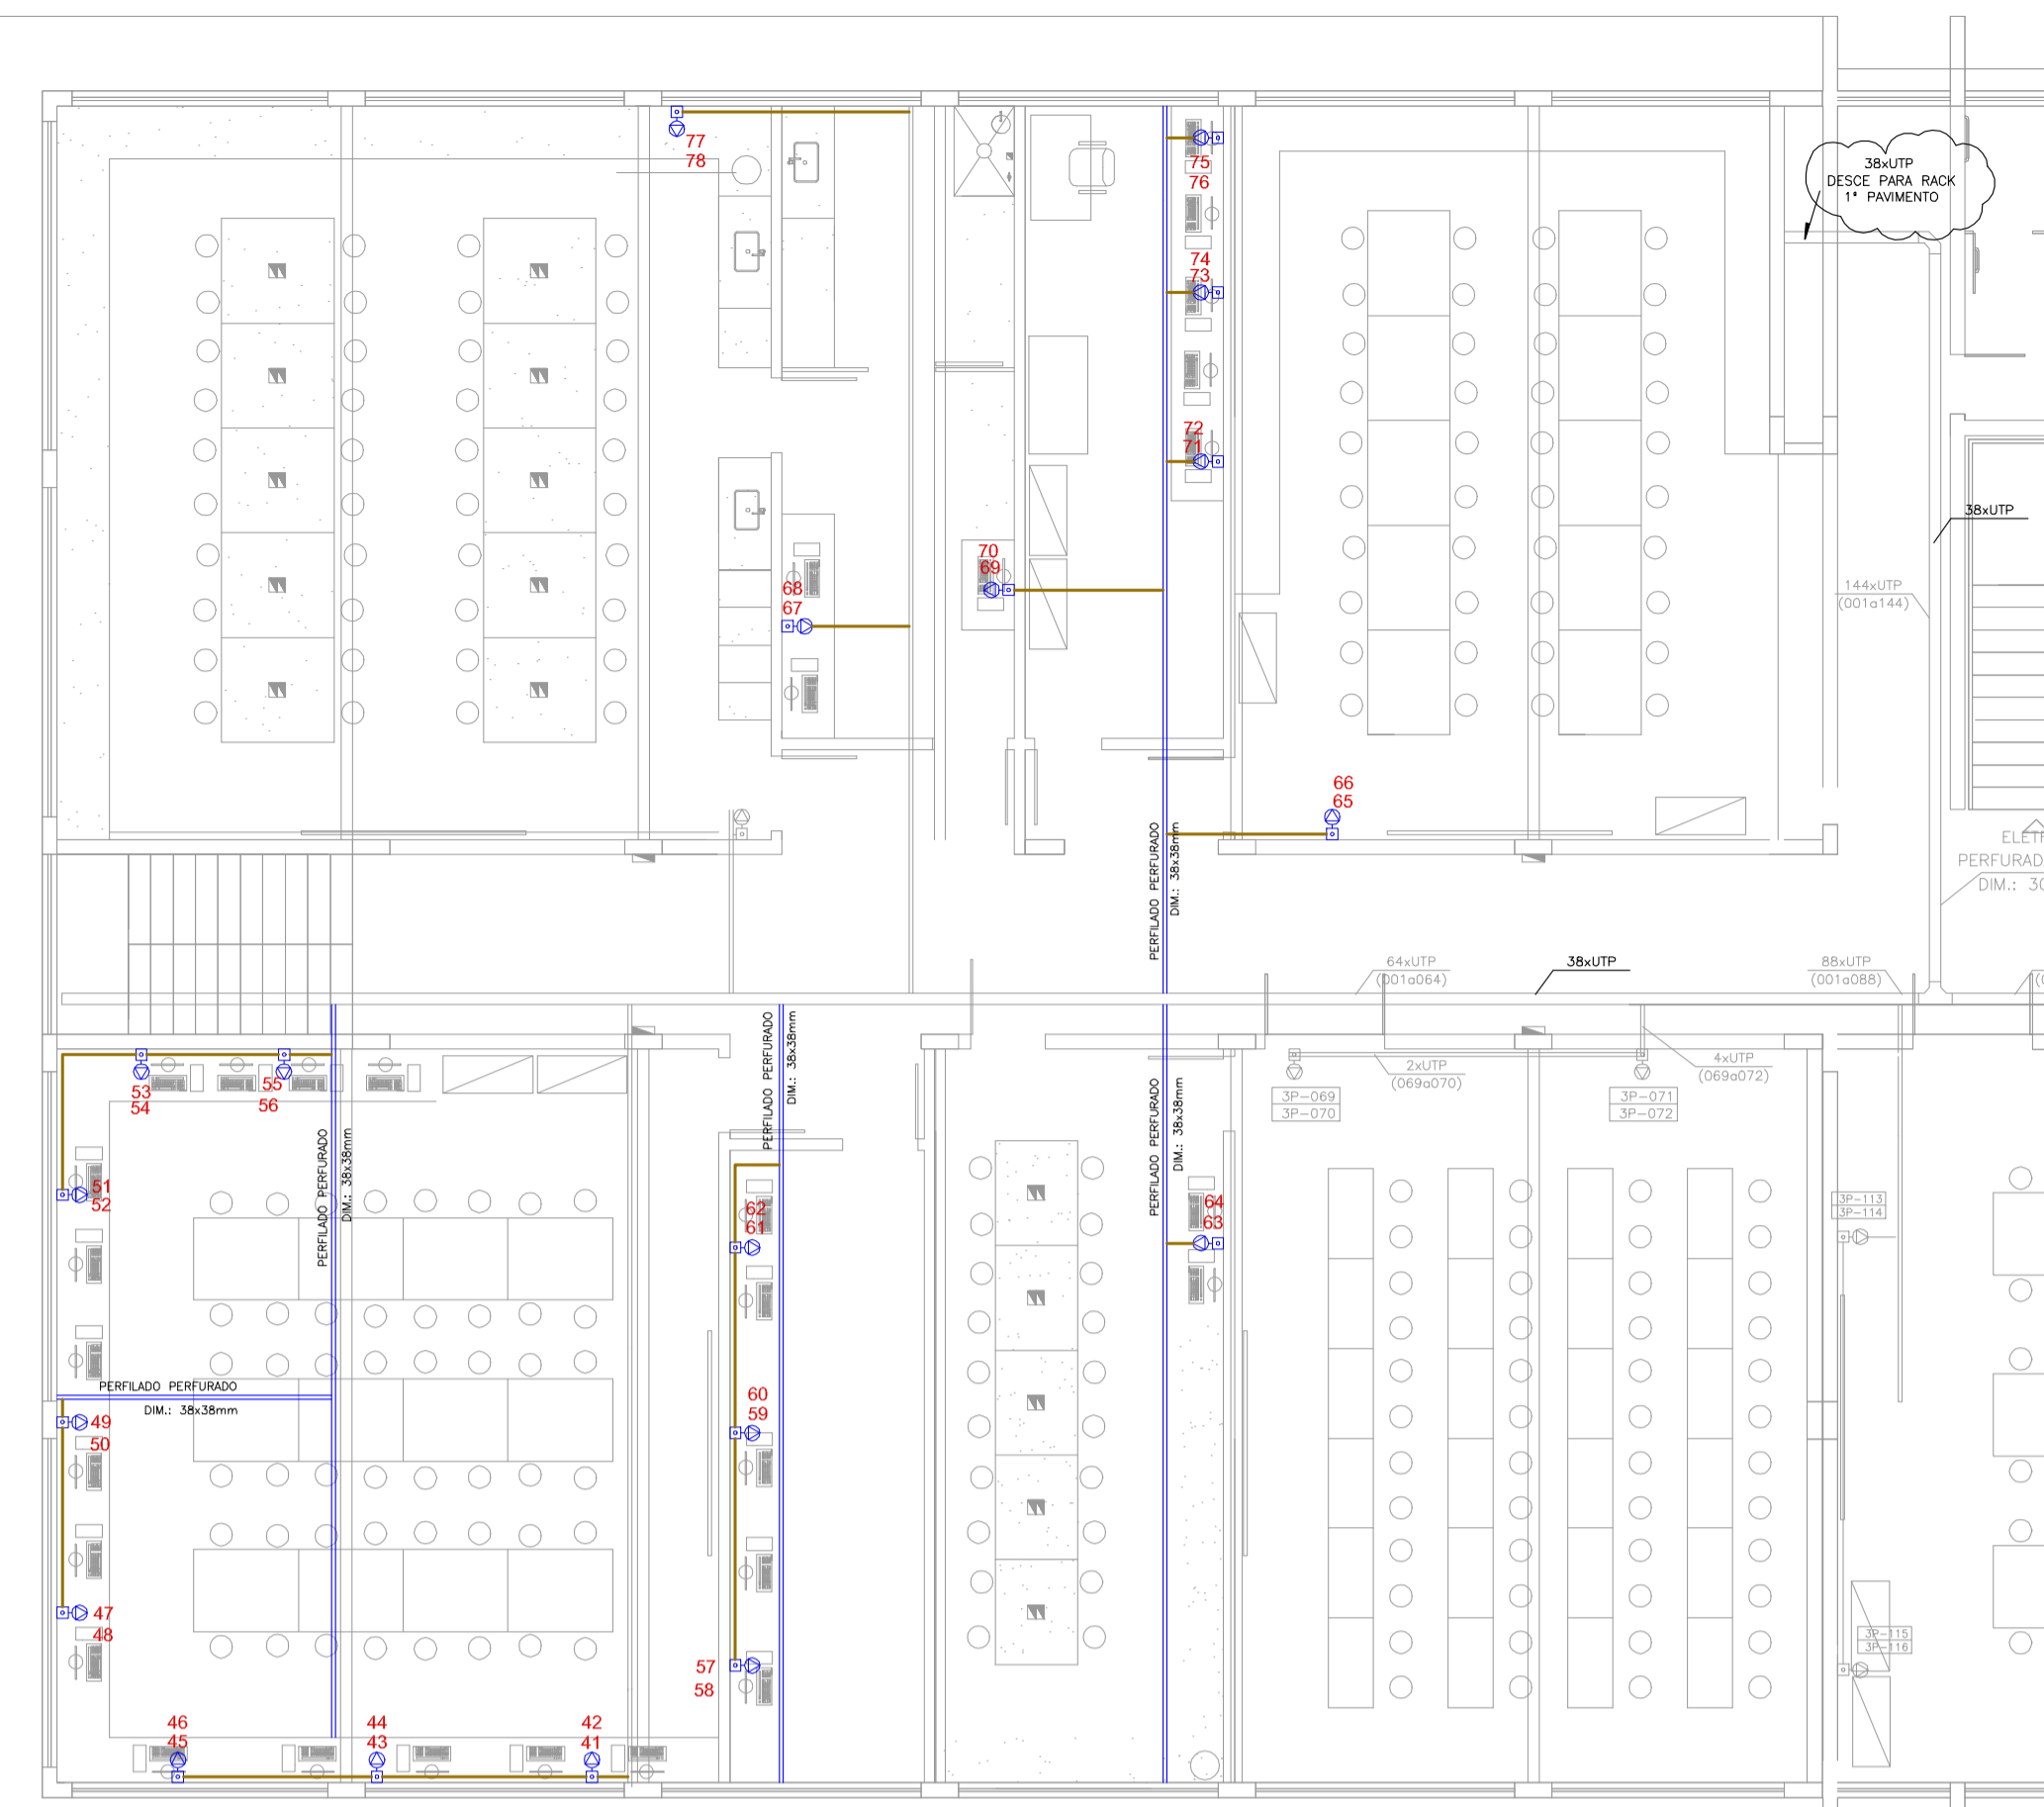 77
78
75
76
38xUTP
DESCE PARA RACK
1° PAVIMENTO
74
73
72
71
38xUTP
70
69
68
67
144xUTP
(001a144)
66
65
PERFILADO PERFURADO
DIM.: 38x38mm
64xUTP
(001a064)
38xUTP
88xUTP
(001a088)
53
54
55
56
PERFILADO PERFURADO
DIM.: 38x38mm
2xUTP
(069a070)
4xUTP
(069a072)
3P-069
3P-070
3P-071
3P-072
51
52
PERFILADO PERFURADO
DIM.: 38x38mm
62
61
PERFILADO PERFURADO
DIM.: 38x38mm
64
63
3P-113
3P-114
PERFILADO PERFURADO
DIM.: 38x38mm
49
50
60
59
47
48
57
58
3P-115
3P-116
46
45
44
43
42
41